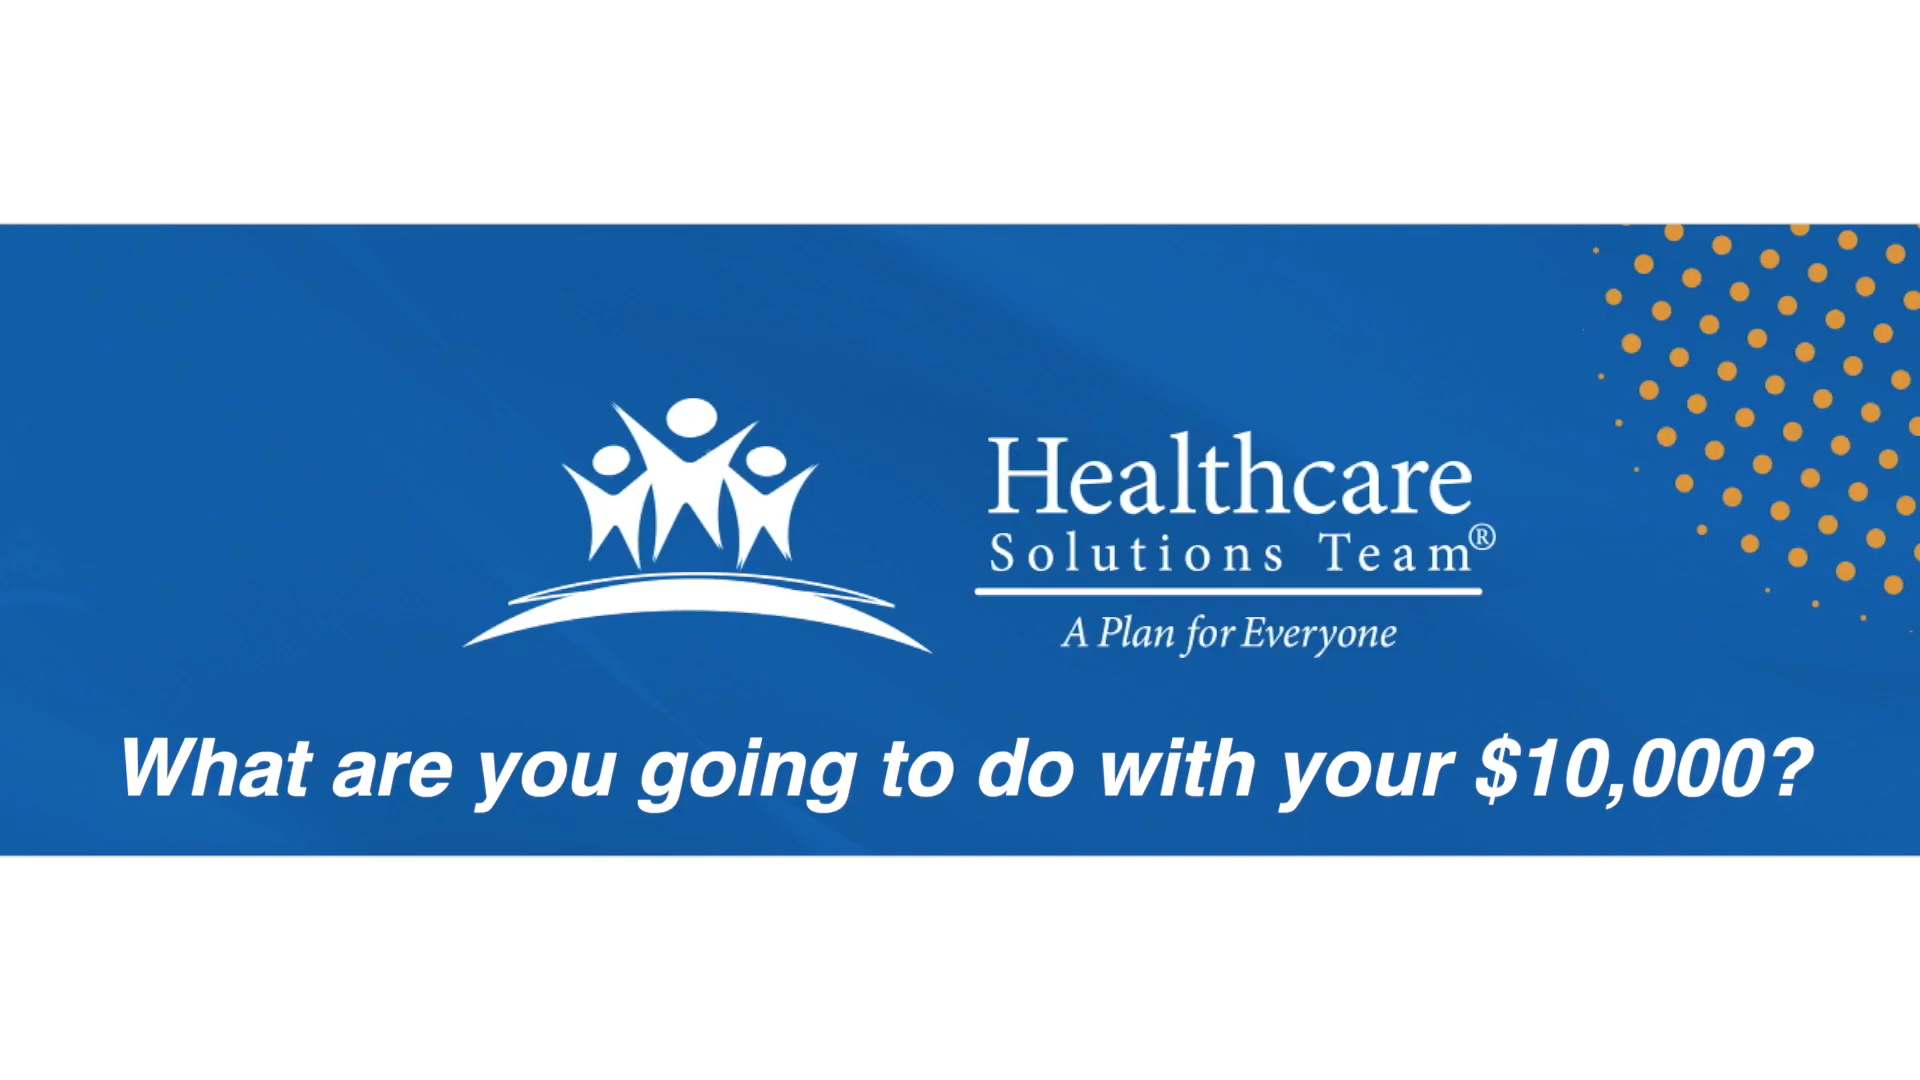 Healthcare
Solutions Team®
A Plan for Everyone
What are you going to do with your $10,000?